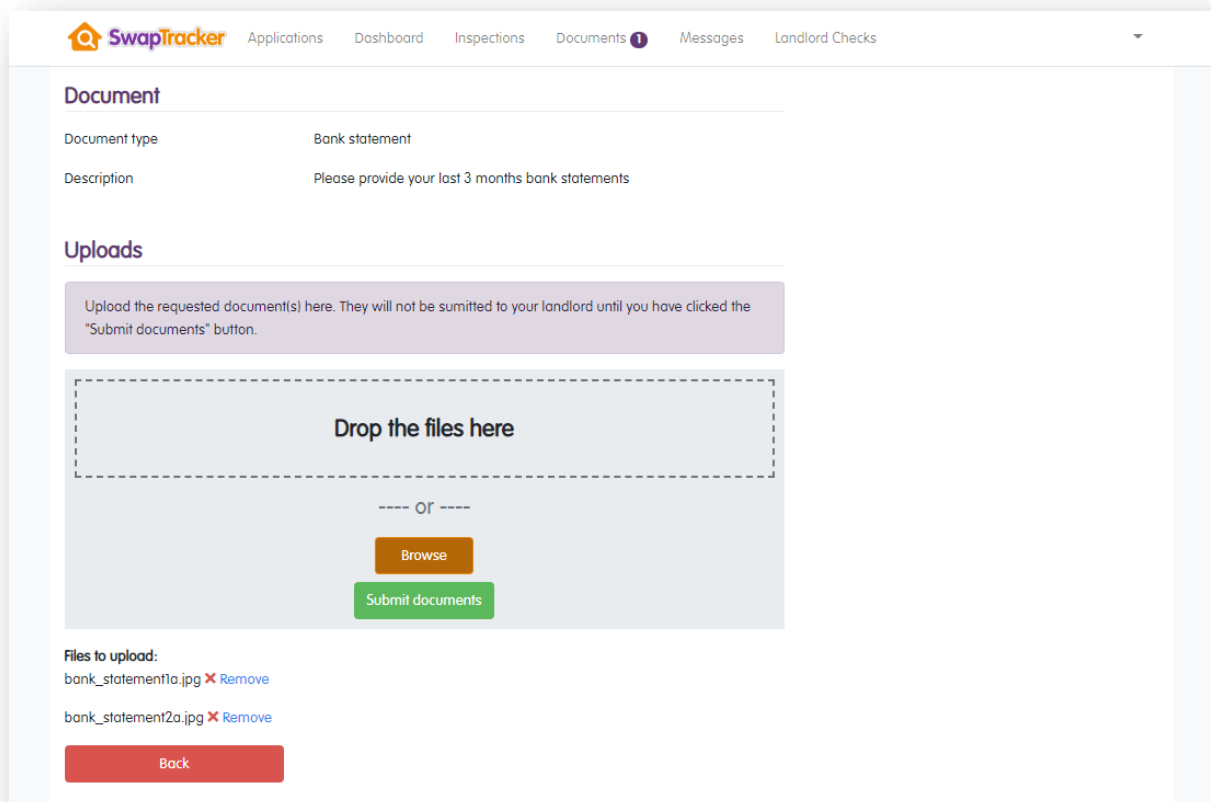 SwapTracker Applications Dashboard Inspections Documents 1 Messages Landlord Checks
Document
Document type Bank statement
Description Please provide your last 3 months bank statements
Uploads
Upload the requested document(s) here. They will not be sumitted to your landlord until you have clicked the
"Submit documents" button.
Drop the files here
---- or ----
Browse
Submit documents
Files to upload:
bank_statement1a.jpg ✕ Remove
bank_statement2a.jpg ✕ Remove
Back